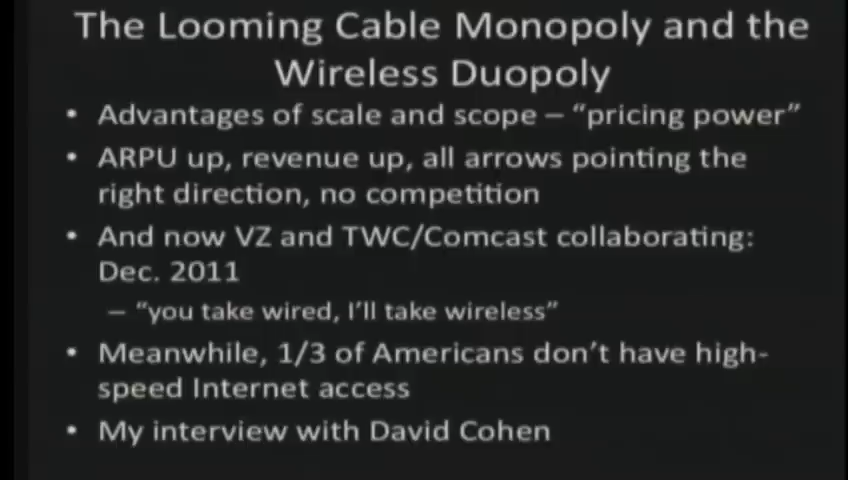 The Looming Cable Monopoly and the
Wireless Duopoly
• Advantages of scale and scope – “pricing power”
• ARPU up, revenue up, all arrows pointing the
right direction, no competition
• And now VZ and TWC/Comcast collaborating:
Dec. 2011
– “you take wired, I’ll take wireless”
• Meanwhile, 1/3 of Americans don’t have high-
speed Internet access
• My interview with David Cohen